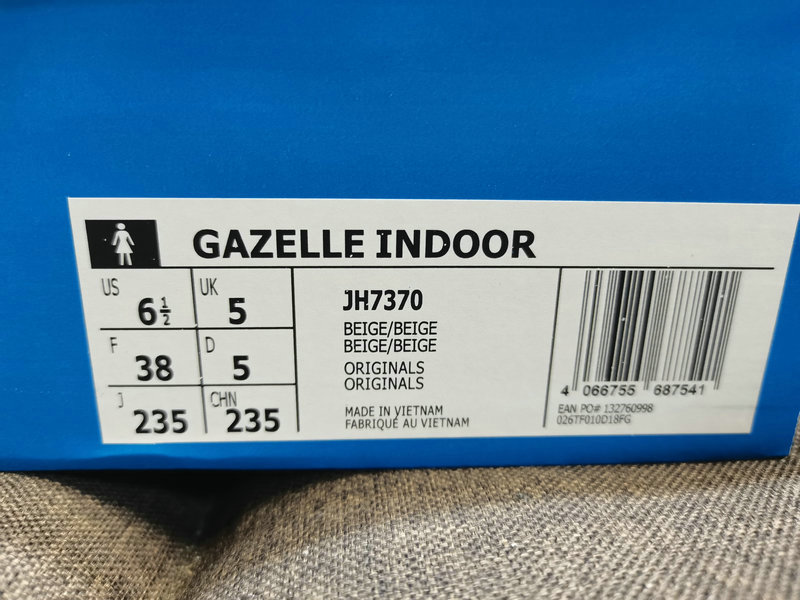 GAZELLE INDOOR
US 6½ UK 5
F 38 D 5
J 235 CHN 235
JH7370
BEIGE/BEIGE
BEIGE/BEIGE
ORIGINALS
ORIGINALS
MADE IN VIETNAM
FABRIQUÉ AU VIETNAM
4 066755 687541
EAN PO# 132760998
026TF010D18FG